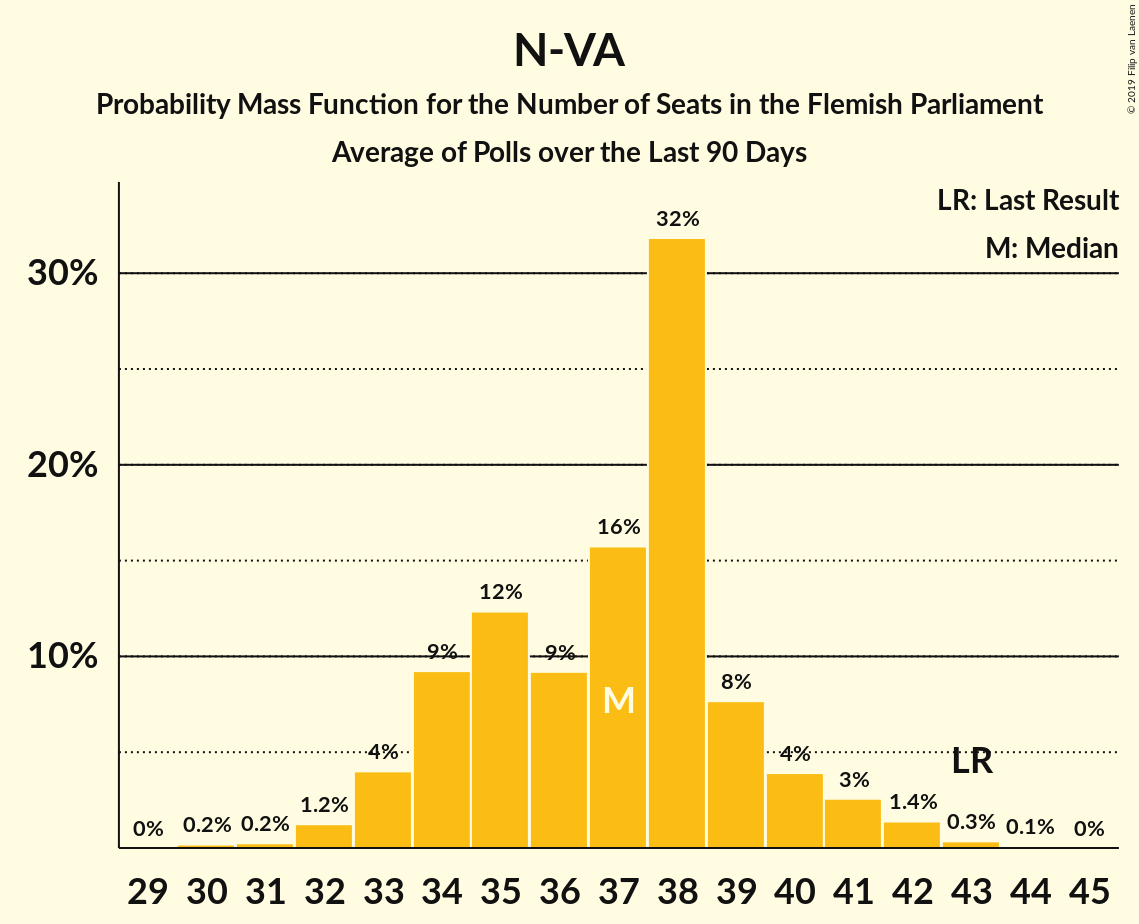 N-VA
Probability Mass Function for the Number of Seats in the Flemish Parliament
Average of Polls over the Last 90 Days
© 2019 Filip van Laenen
LR: Last Result
M: Median
30%
20%
10%
0%
0.2%
0.2%
1.2%
4%
9%
12%
9%
16%
32%
8%
4%
3%
1.4%
0.3%
0.1%
0%
M
LR
29 30 31 32 33 34 35 36 37 38 39 40 41 42 43 44 45